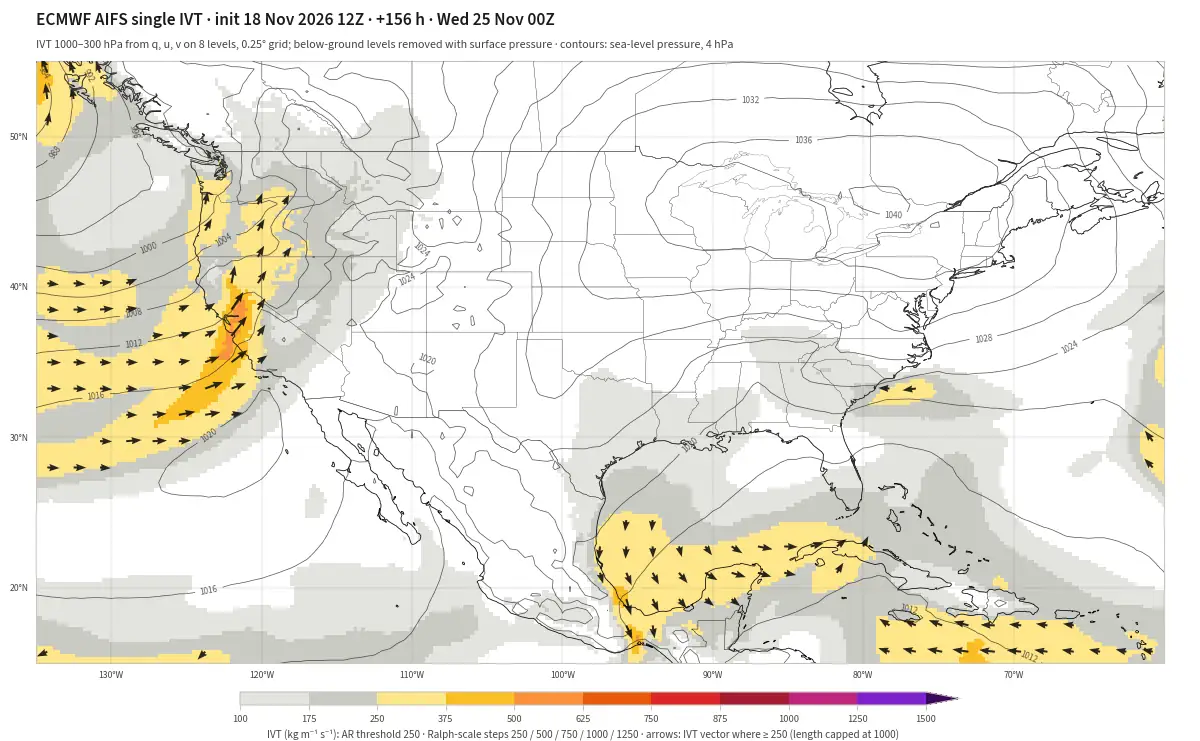 ECMWF AIFS single IVT · init 18 Nov 2026 12Z · +156 h · Wed 25 Nov 00Z
IVT 1000–300 hPa from q, u, v on 8 levels, 0.25° grid; below-ground levels removed with surface pressure · contours: sea-level pressure, 4 hPa
1032
50°N
1036
988
1040
1000
1004
1024
1024
40°N
1008
1028
1012
1024
1020
1016
30°N
1020
1020
20°N
1016
1012
1012
130°W
120°W
110°W
100°W
90°W
80°W
70°W
100
175
250
375
500
625
750
875
1000
1250
1500
IVT (kg m⁻¹ s⁻¹): AR threshold 250 · Ralph-scale steps 250 / 500 / 750 / 1000 / 1250 · arrows: IVT vector where ≥ 250 (length capped at 1000)